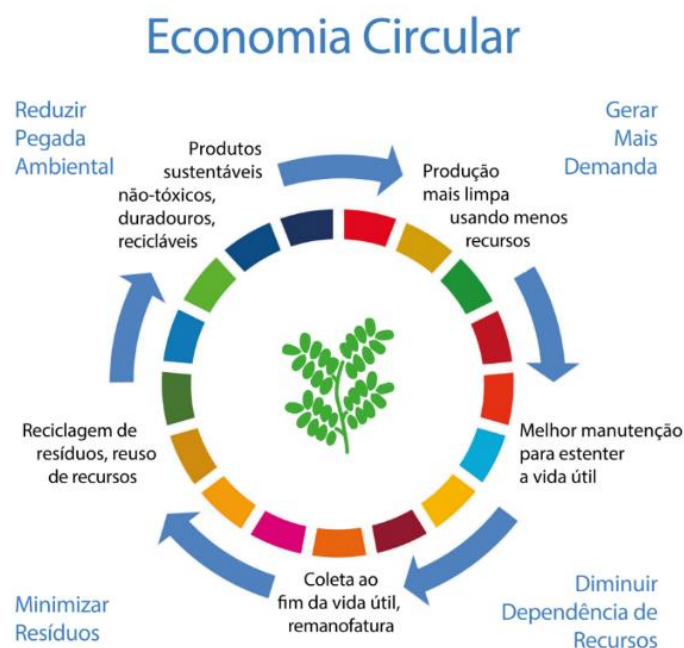 Economia Circular
Reduzir
Pegada
Ambiental
Gerar
Mais
Demanda
Produtos
sustentáveis
não-tóxicos,
duradouros,
recicláveis
Produção
mais limpa
usando menos
recursos
Melhor manutenção
para estenter
a vida útil
Coleta ao
fim da vida útil,
remanofatura
Reciclagem de
resíduos, reuso
de recursos
Minimizar
Resíduos
Diminuir
Dependência de
Recursos